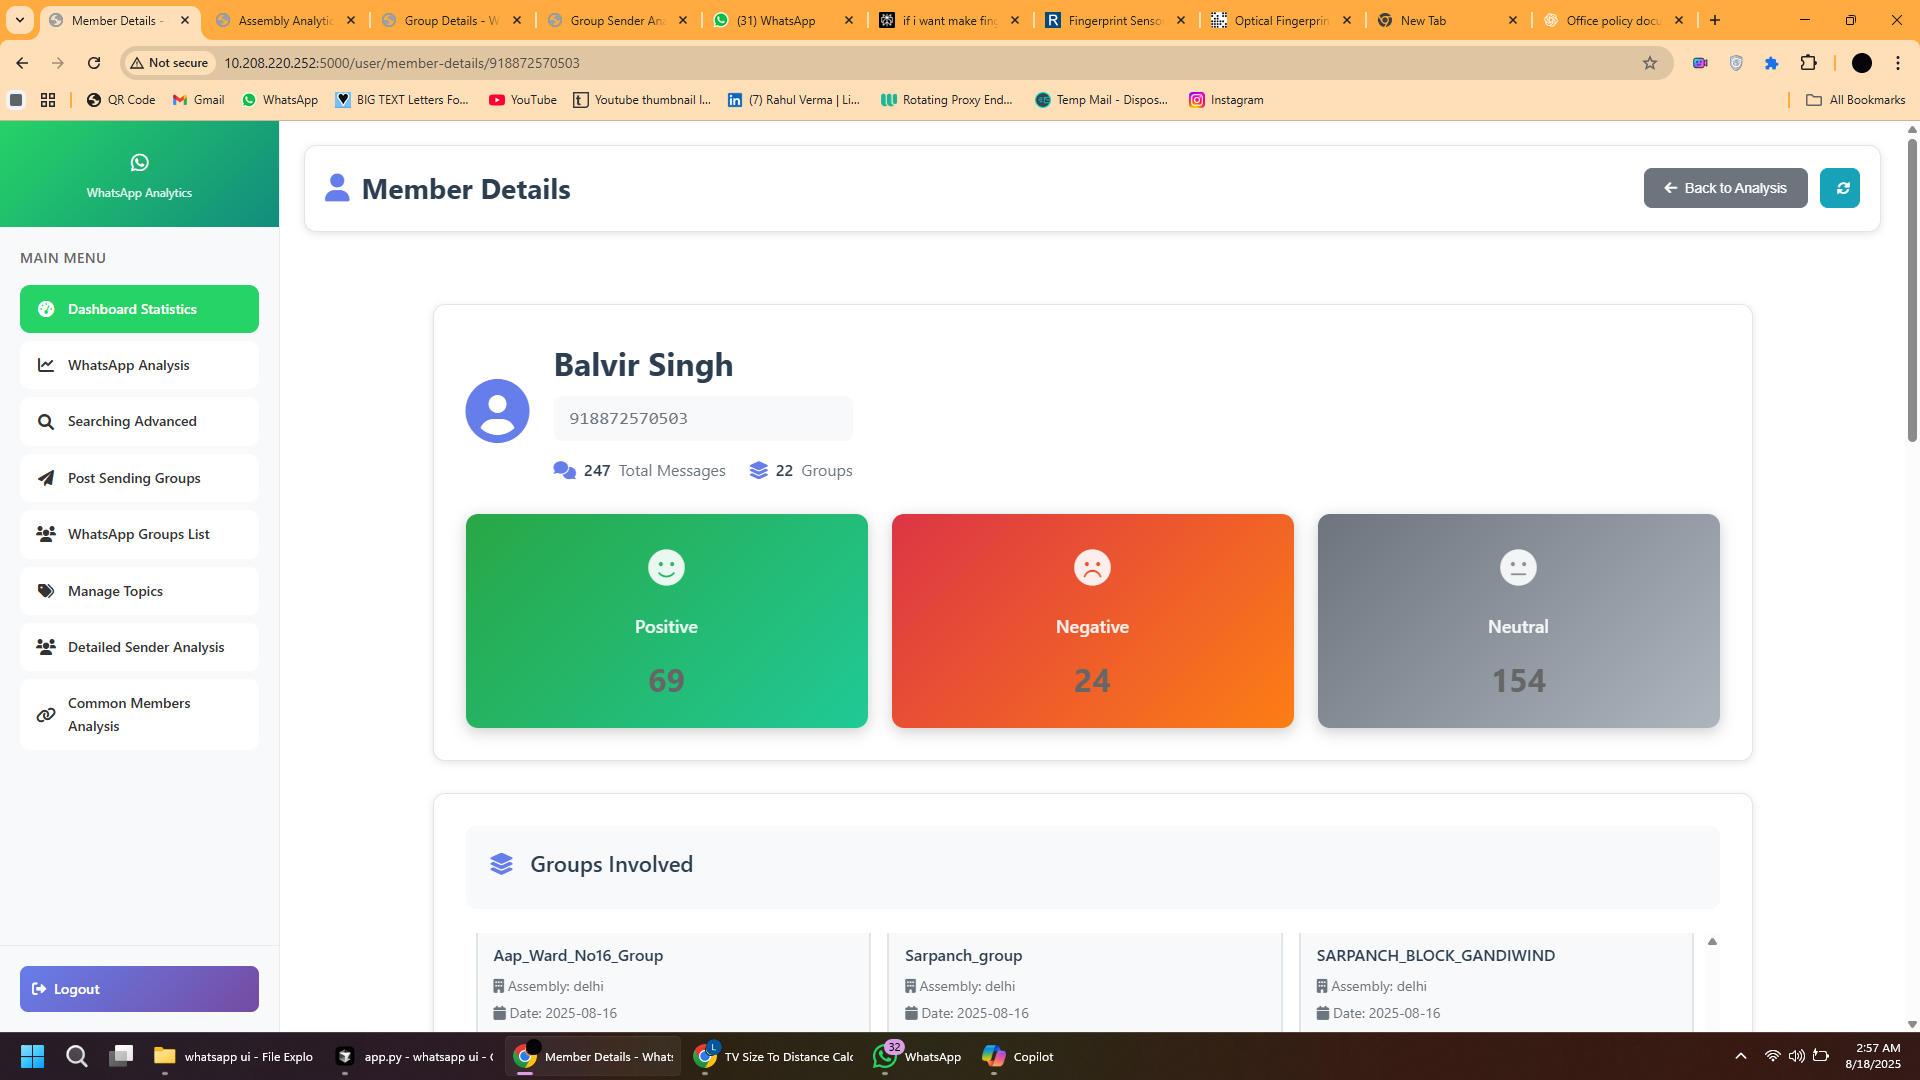 Member Details -
Assembly Analytic
Group Details - W
Group Sender Ana
(31) WhatsApp
if i want make fing
Fingerprint Senso
Optical Fingerprin
New Tab
Office policy docu
Not secure
10.208.220.252:5000/user/member-details/918872570503
QR Code
Gmail
WhatsApp
BIG TEXT Letters Fo...
YouTube
Youtube thumbnail I...
(7) Rahul Verma | Li...
Rotating Proxy End...
Temp Mail - Dispos...
Instagram
All Bookmarks
WhatsApp Analytics
MAIN MENU
Dashboard Statistics
WhatsApp Analysis
Searching Advanced
Post Sending Groups
WhatsApp Groups List
Manage Topics
Detailed Sender Analysis
Common Members
Analysis
Logout
Member Details
Back to Analysis
Balvir Singh
918872570503
247 Total Messages 22 Groups
Positive
69
Negative
24
Neutral
154
Groups Involved
Aap_Ward_No16_Group
Assembly: delhi
Date: 2025-08-16
Sarpanch_group
Assembly: delhi
Date: 2025-08-16
SARPANCH_BLOCK_GANDIWIND
Assembly: delhi
Date: 2025-08-16
whatsapp ui - File Explo
app.py - whatsapp ui - C
Member Details - Whats
TV Size To Distance Calc
32
WhatsApp
Copilot
2:57 AM
8/18/2025